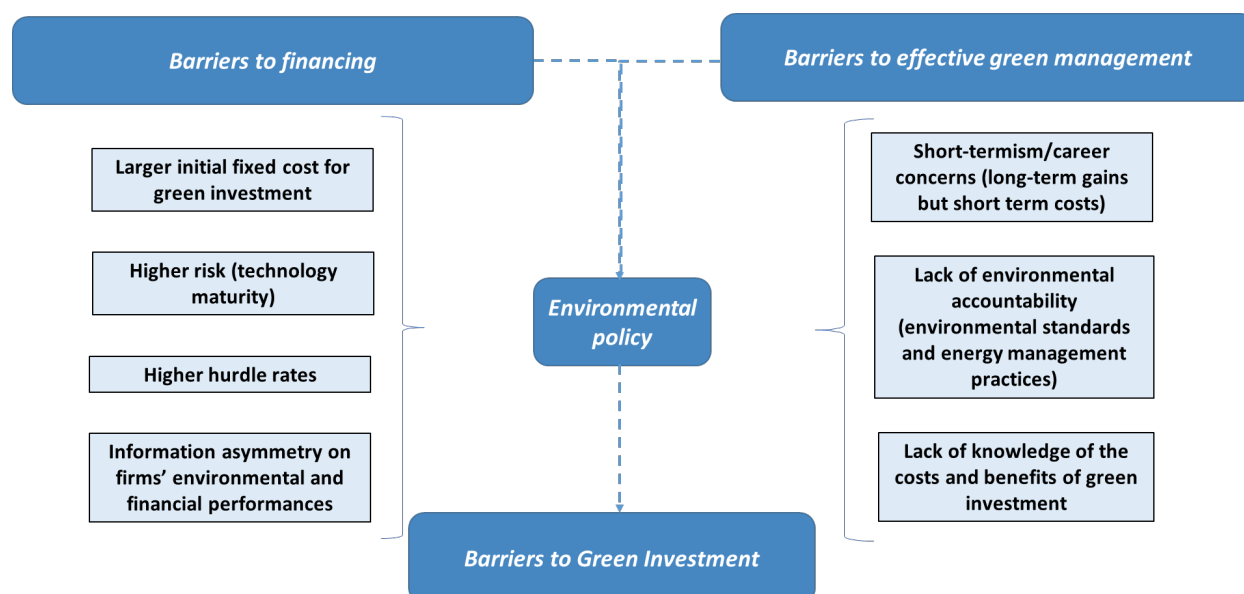 Barriers to financing
Barriers to effective green management
Larger initial fixed cost for
green investment
Higher risk (technology
maturity)
Higher hurdle rates
Information asymmetry on
firms’ environmental and
financial performances
Environmental
policy
Short-termism/career
concerns (long-term gains
but short term costs)
Lack of environmental
accountability
(environmental standards
and energy management
practices)
Lack of knowledge of the
costs and benefits of green
investment
Barriers to Green Investment